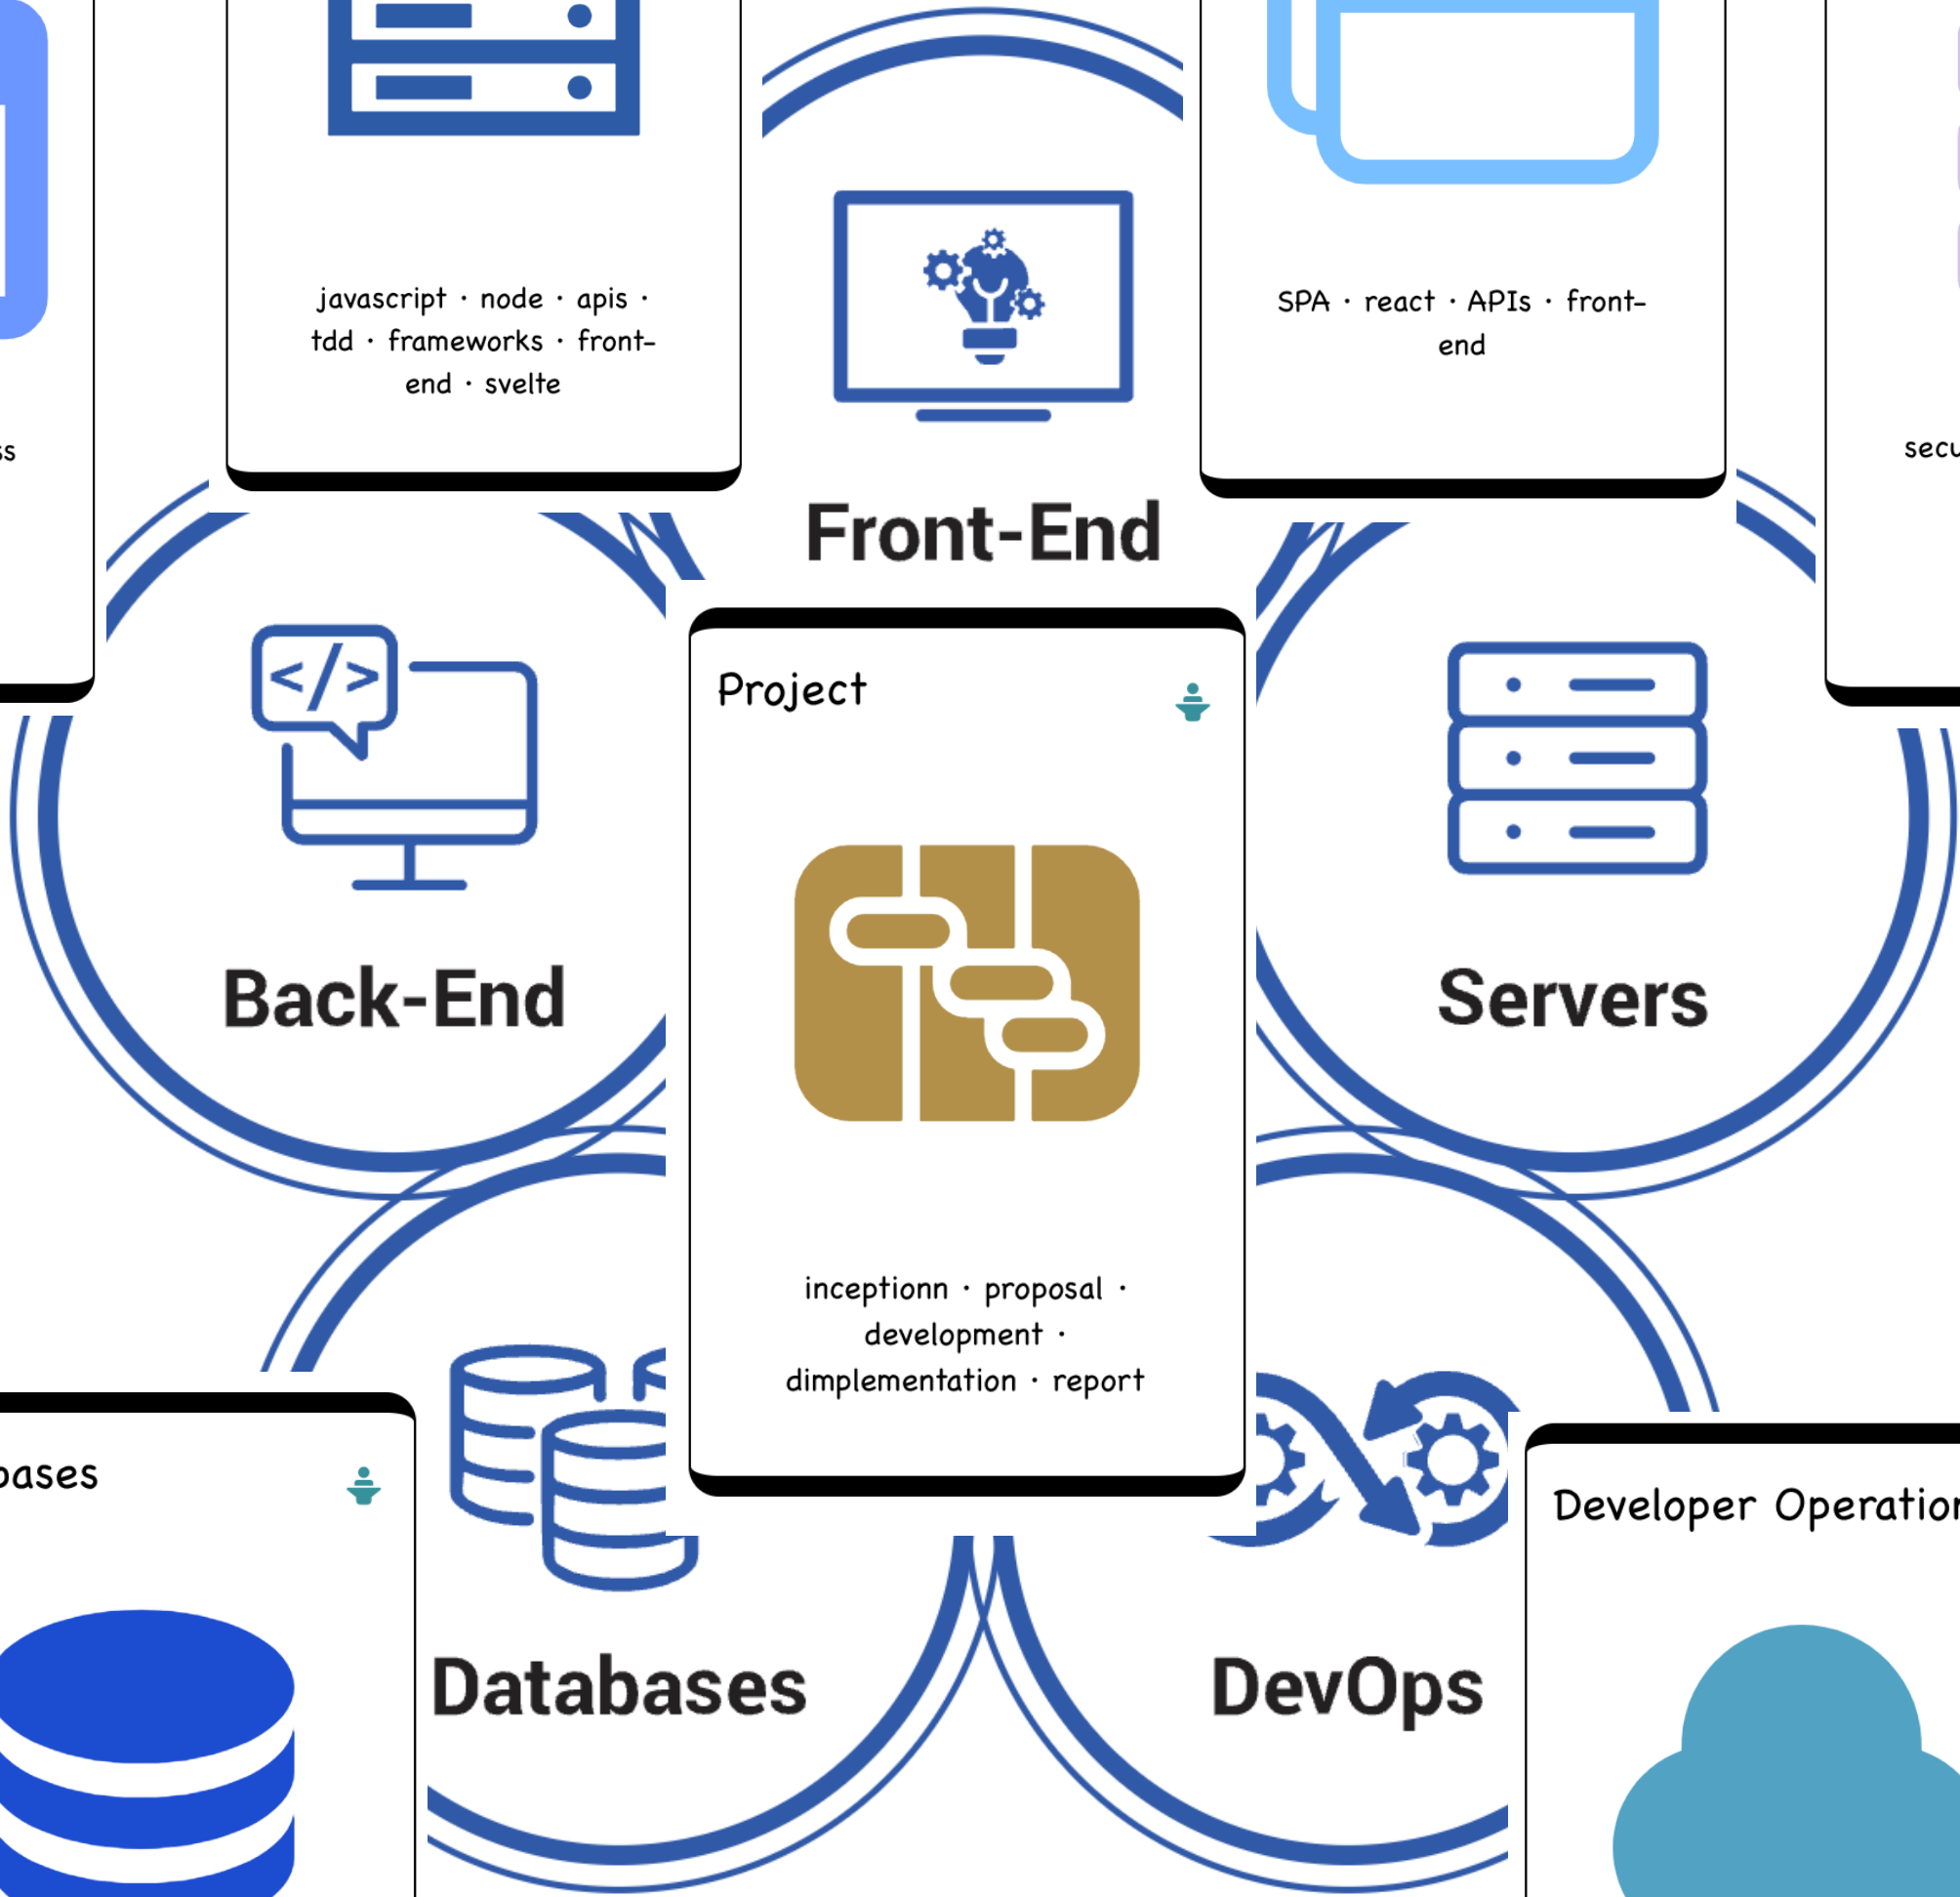 javascript · node · apis ·
tdd · frameworks · front-
end · svelte
SPA · react · APIs · front-
end
Front-End
</>
Project
Back-End
Servers
inceptionn · proposal ·
development ·
dimplementation · report
Developer
Databases
DevOps